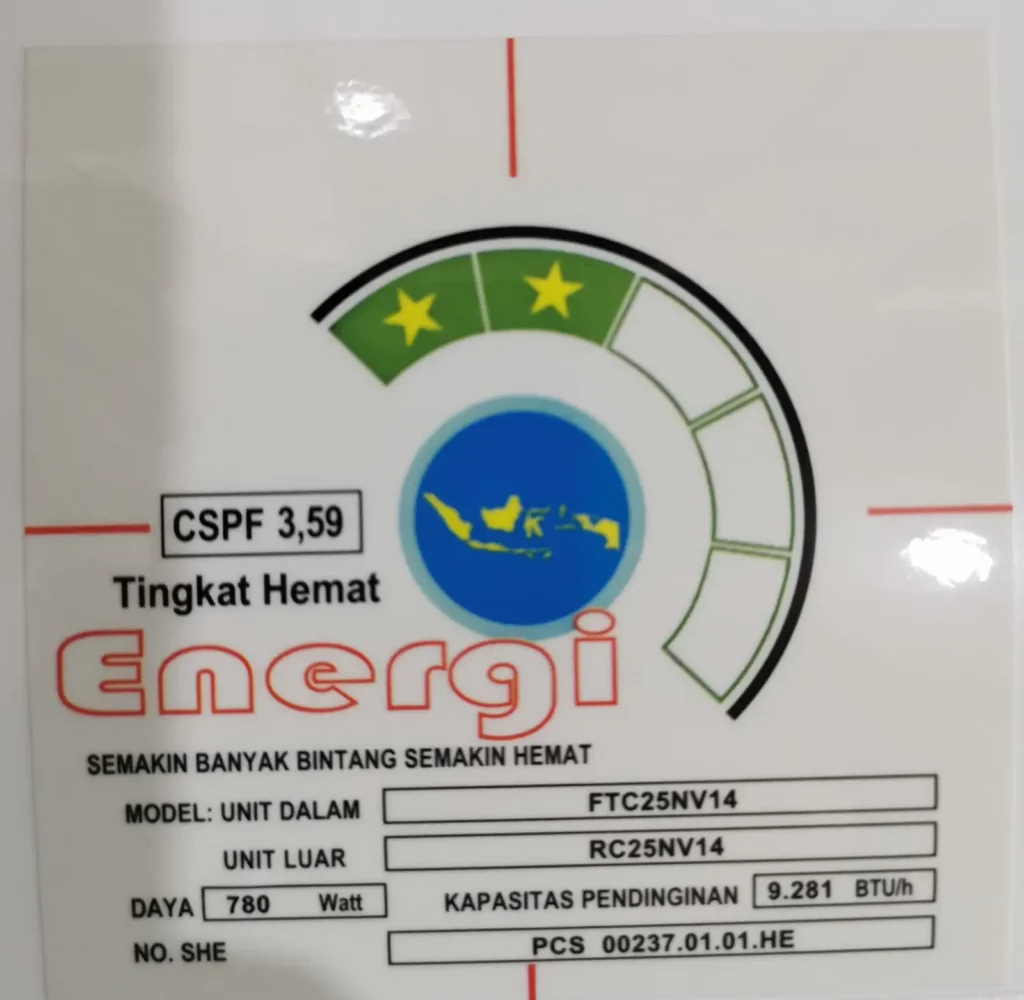 CSPF 3,59
Tingkat Hemat
Energi
SEMAKIN BANYAK BINTANG SEMAKIN HEMAT
MODEL: UNIT DALAM FTC25NV14
UNIT LUAR RC25NV14
DAYA 780 Watt KAPASITAS PENDINGINAN 9.281 BTU/h
NO. SHE PCS 00237.01.01.HE